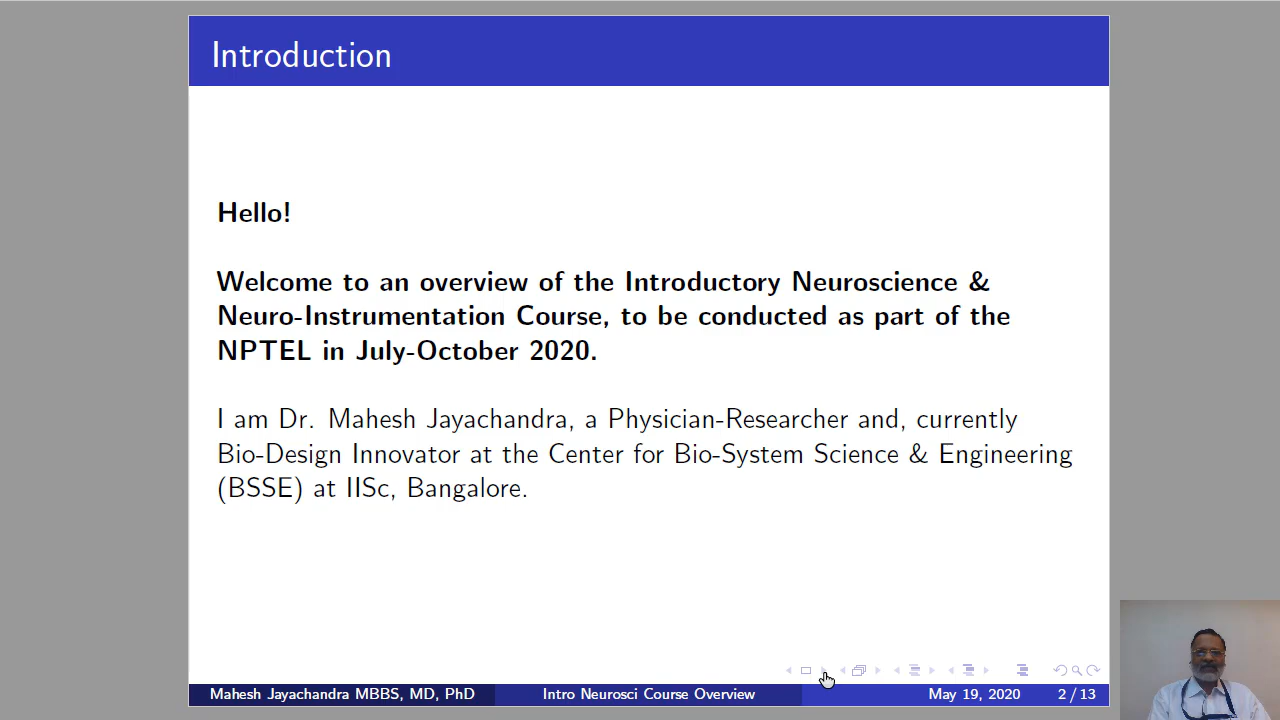 Introduction
Hello!
Welcome to an overview of the Introductory Neuroscience &
Neuro-Instrumentation Course, to be conducted as part of the
NPTEL in July-October 2020.
I am Dr. Mahesh Jayachandra, a Physician-Researcher and, currently
Bio-Design Innovator at the Center for Bio-System Science & Engineering
(BSSE) at IISc, Bangalore.
Mahesh Jayachandra MBBS, MD, PhD
Intro Neurosci Course Overview
May 19, 2020
2 / 13